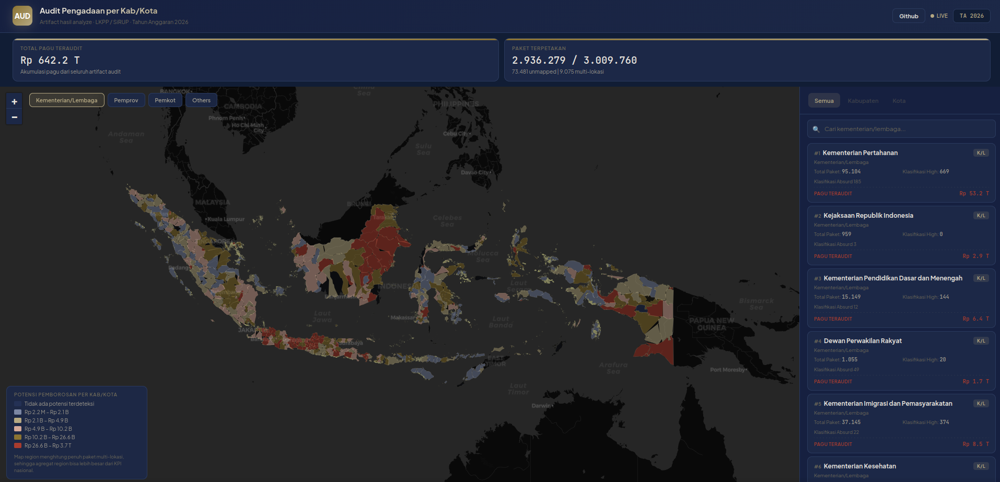 AUD
Audit Pengadaan per Kab/Kota
Artifact hasil analyze · LKPP / SiRUP · Tahun Anggaran 2026
Github
LIVE
TA 2026
TOTAL PAGU TERAUDIT
Rp 642.2 T
Akumulasi pagu dari seluruh artifact audit
PAKET TERPETAKAN
2.936.279 / 3.009.760
73.481 unmapped | 9.075 multi-lokasi
+
−
Kementerian/Lembaga
Pemprov
Pemkot
Others
BANGKOK
China
Sea
CAMBODIA
Phnom Penh
Ho Chi Minh
City
PHILIPPINES
Andaman
Sea
Cebu City
Sulu
Sea
Davao City
MALAYSIA
Kuala Lumpur
BRUNEI
Medan
Tarakan
Celebes
Sea
Molucca
Sea
Padang
INDONESIA
Laut
Seram
Banjarmasin
Laut
Jawa
Makassar
Laut
Banda
Bismarck
Sea
PAPUA NEW
GUINEA
JAKARTA
Surabaya
EAST
TIMOR
Arafura
Sea
Port Moresby
Laut
Timor
Darwin
POTENSI PEMBOROSAN PER KAB/KOTA
Tidak ada potensi terdeteksi
Rp 2.2 M – Rp 2.1 B
Rp 2.1 B – Rp 4.9 B
Rp 4.9 B – Rp 10.2 B
Rp 10.2 B – Rp 26.6 B
Rp 26.6 B – Rp 3.7 T
Map region menghitung penuh paket multi-lokasi,
sehingga agregat region bisa lebih besar dari KPI
nasional.
Semua
Kabupaten
Kota
Cari kementerian/lembaga...
#1 Kementerian Pertahanan
K/L
Kementerian/Lembaga
Total Paket: 95.104
Klasifikasi High: 669
Klasifikasi Absurd 185
PAGU TERAUDIT
Rp 53.2 T
#2 Kejaksaan Republik Indonesia
K/L
Kementerian/Lembaga
Total Paket: 959
Klasifikasi High: 0
Klasifikasi Absurd 3
PAGU TERAUDIT
Rp 2.9 T
#3 Kementerian Pendidikan Dasar dan Menengah
K/L
Kementerian/Lembaga
Total Paket: 15.149
Klasifikasi High: 144
Klasifikasi Absurd 12
PAGU TERAUDIT
Rp 6.4 T
#4 Dewan Perwakilan Rakyat
K/L
Kementerian/Lembaga
Total Paket: 1.055
Klasifikasi High: 20
Klasifikasi Absurd 49
PAGU TERAUDIT
Rp 1.7 T
#5 Kementerian Imigrasi dan Pemasyarakatan
K/L
Kementerian/Lembaga
Total Paket: 37.145
Klasifikasi High: 374
Klasifikasi Absurd 22
PAGU TERAUDIT
Rp 8.5 T
#6 Kementerian Kesehatan
K/L
Kementerian/Lembaga